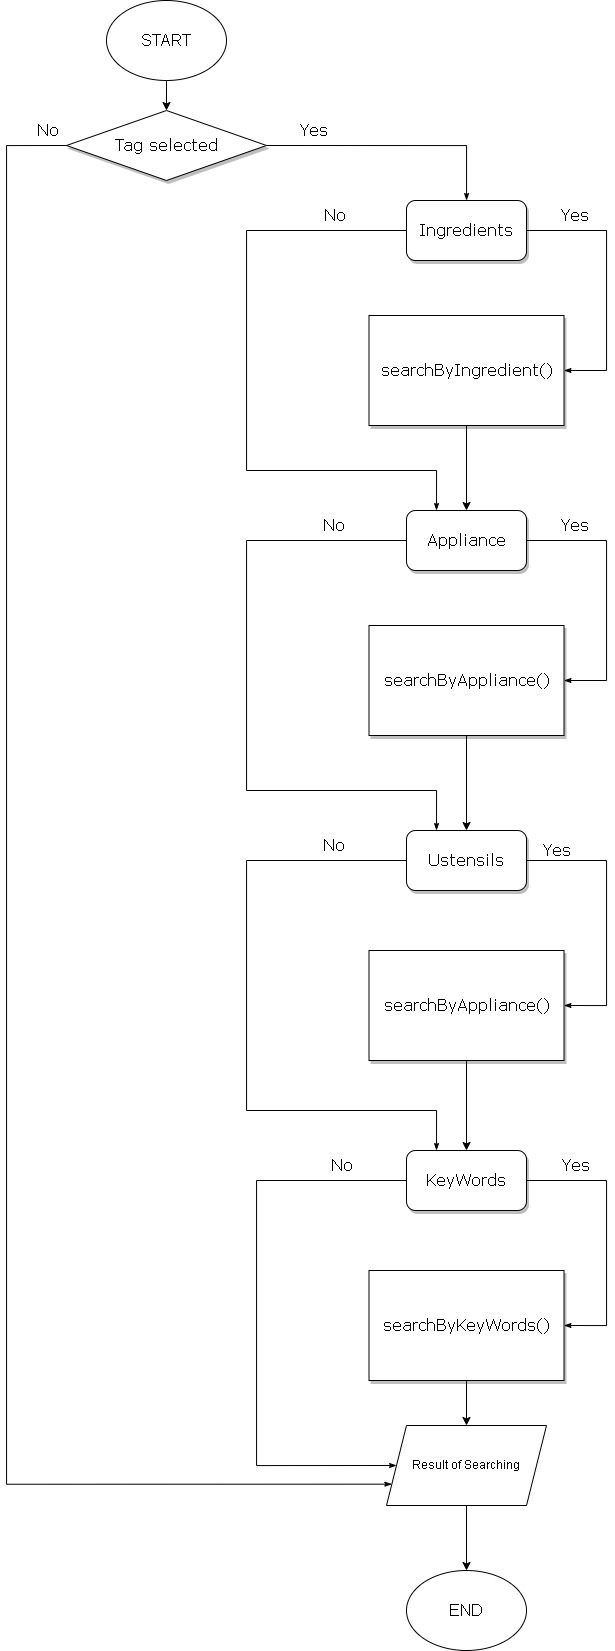 START
No
Yes
Tag selected
No
Yes
Ingredients
searchByIngredient()
No
Yes
Appliance
searchByAppliance()
No
Yes
Ustensils
searchByAppliance()
No
Yes
KeyWords
searchByKeyWords()
Result of Searching
END